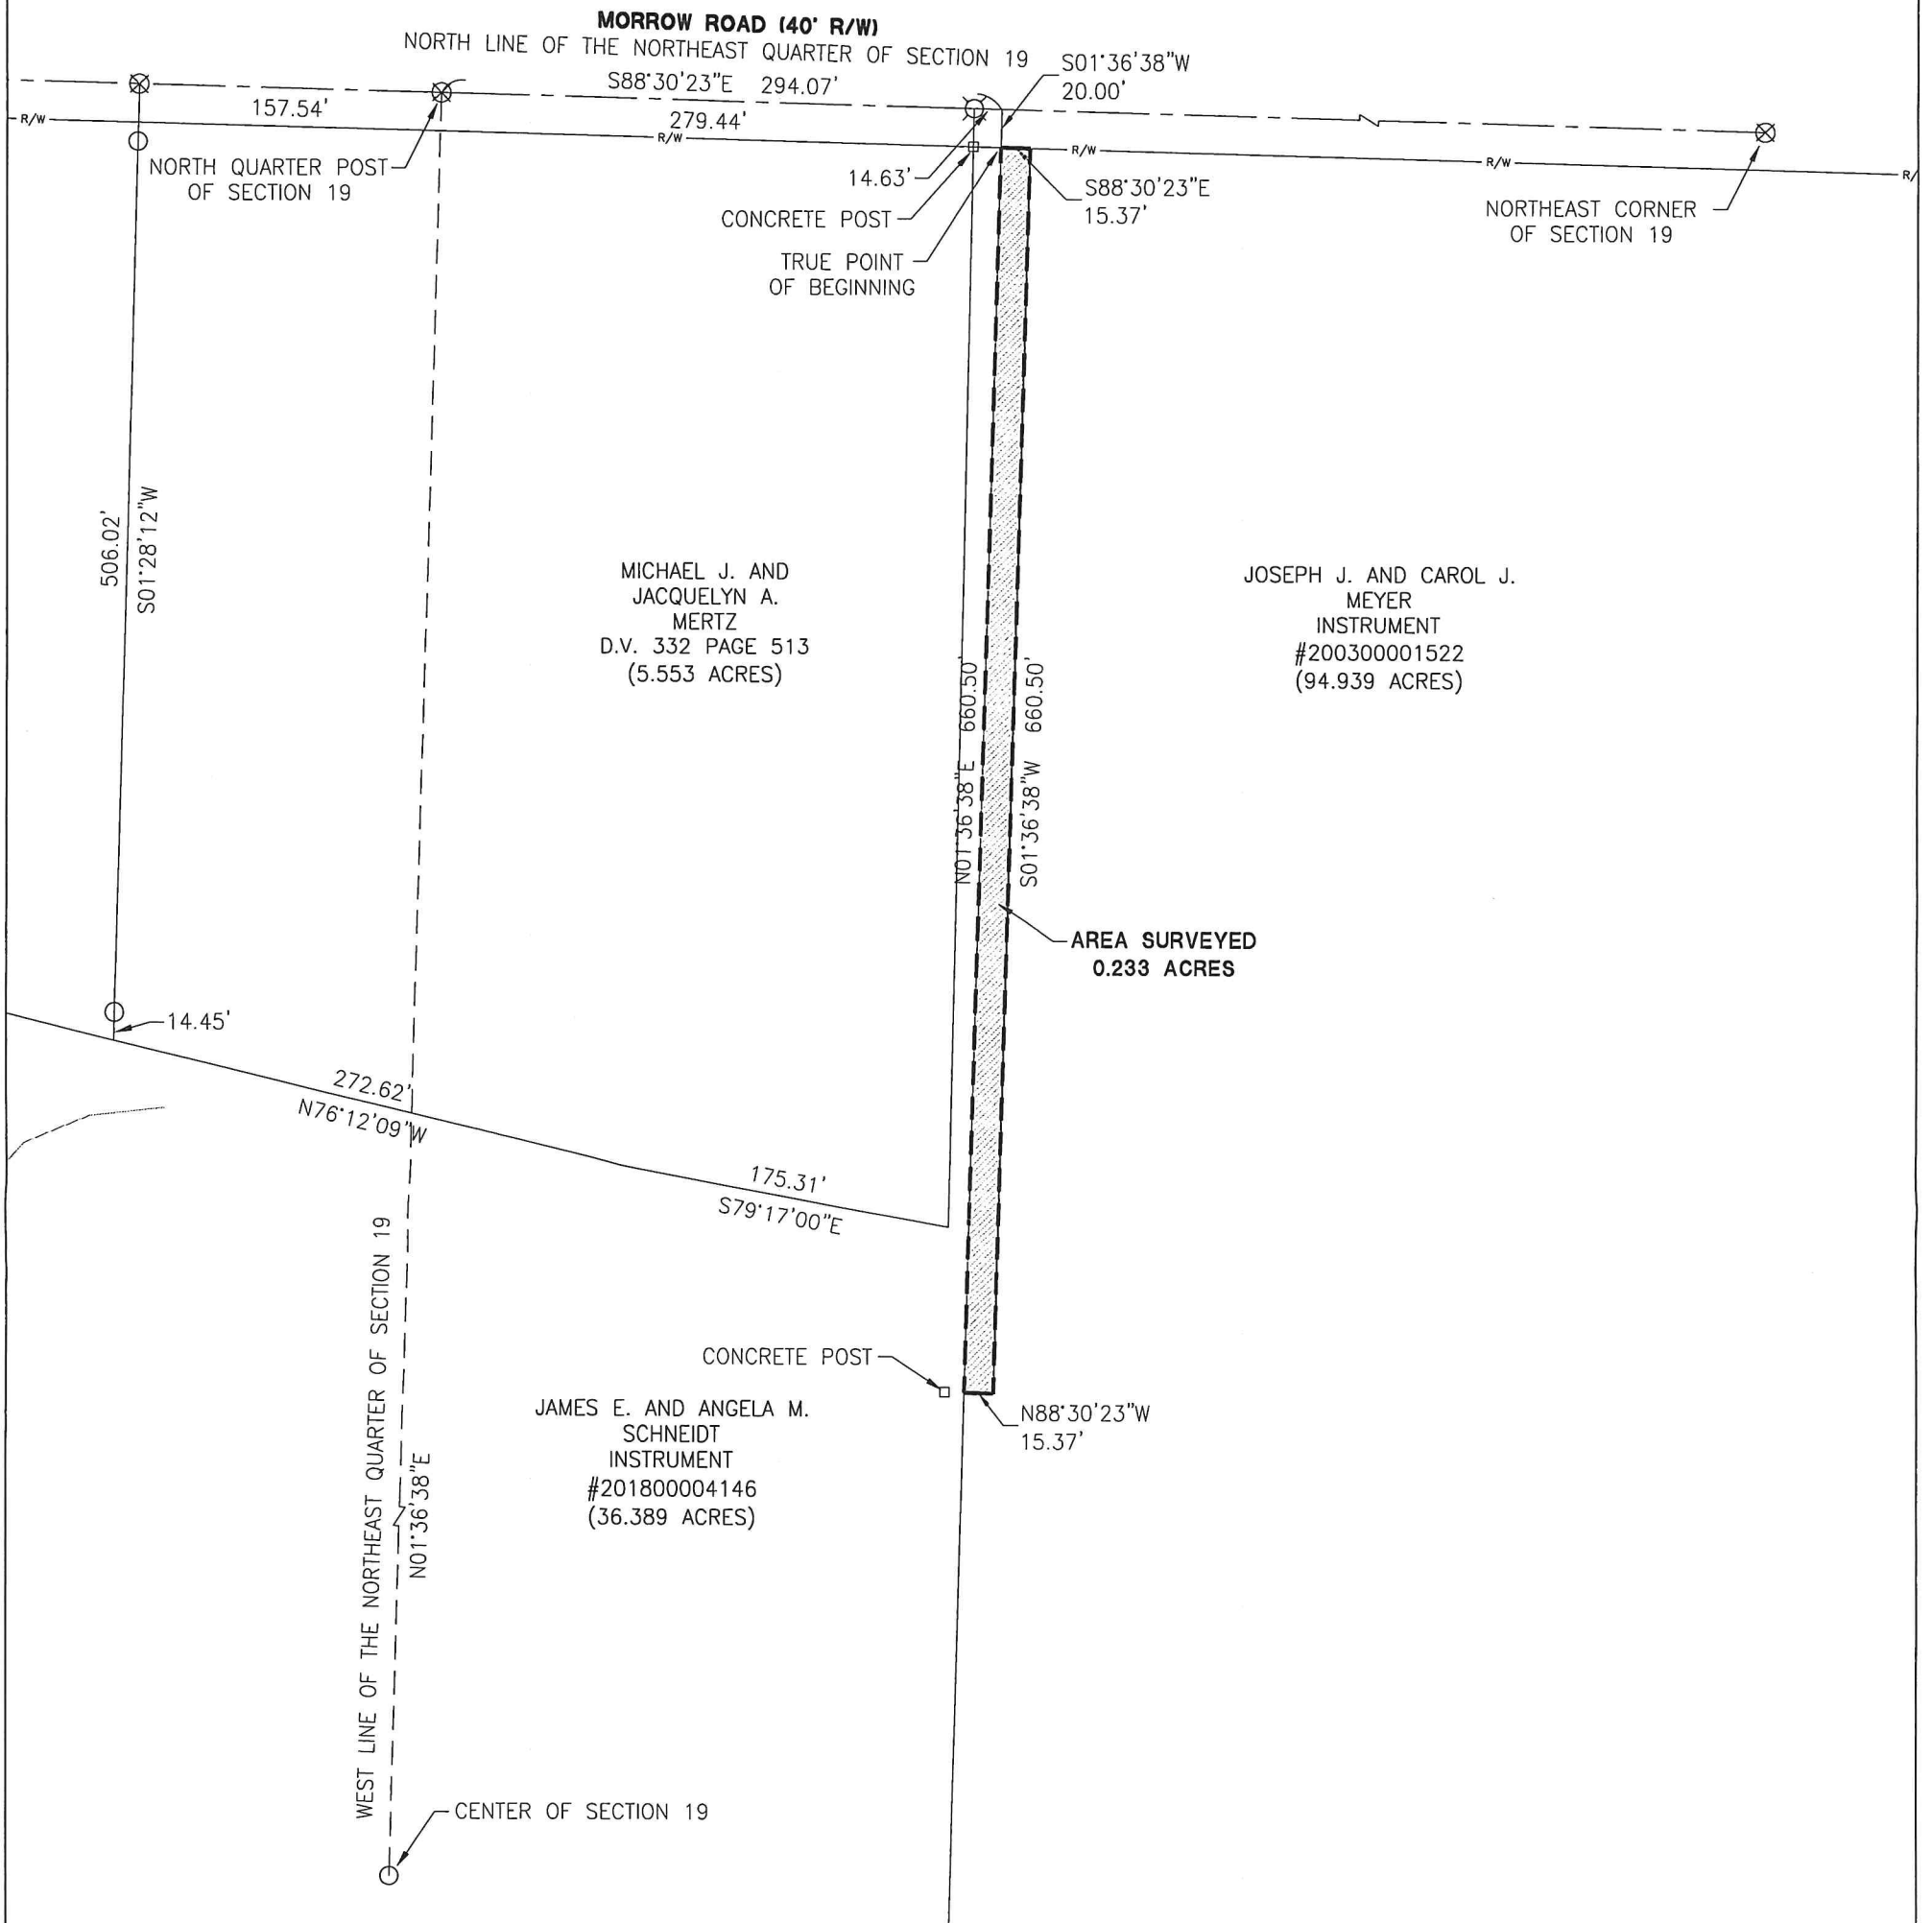 MORROW ROAD (40' R/W)
NORTH LINE OF THE NORTHEAST QUARTER OF SECTION 19
S88°30'23"E 294.07'
S01°36'38"W
20.00'
157.54'
279.44'
R/W
R/W
R/W
R/W
R/
NORTH QUARTER POST
OF SECTION 19
14.63'
CONCRETE POST
TRUE POINT
OF BEGINNING
S88°30'23"E
15.37'
NORTHEAST CORNER
OF SECTION 19
506.02'
S01°28'12"W
MICHAEL J. AND
JACQUELYN A.
MERTZ
D.V. 332 PAGE 513
(5.553 ACRES)
N01°36'38"E 660.50'
S01°36'38"W 660.50'
JOSEPH J. AND CAROL J.
MEYER
INSTRUMENT
#200300001522
(94.939 ACRES)
AREA SURVEYED
0.233 ACRES
14.45'
272.62'
N76°12'09"W
175.31'
S79°17'00"E
WEST LINE OF THE NORTHEAST QUARTER OF SECTION 19
N01°36'38"E
CONCRETE POST
JAMES E. AND ANGELA M.
SCHNEIDT
INSTRUMENT
#201800004146
(36.389 ACRES)
N88°30'23"W
15.37'
CENTER OF SECTION 19